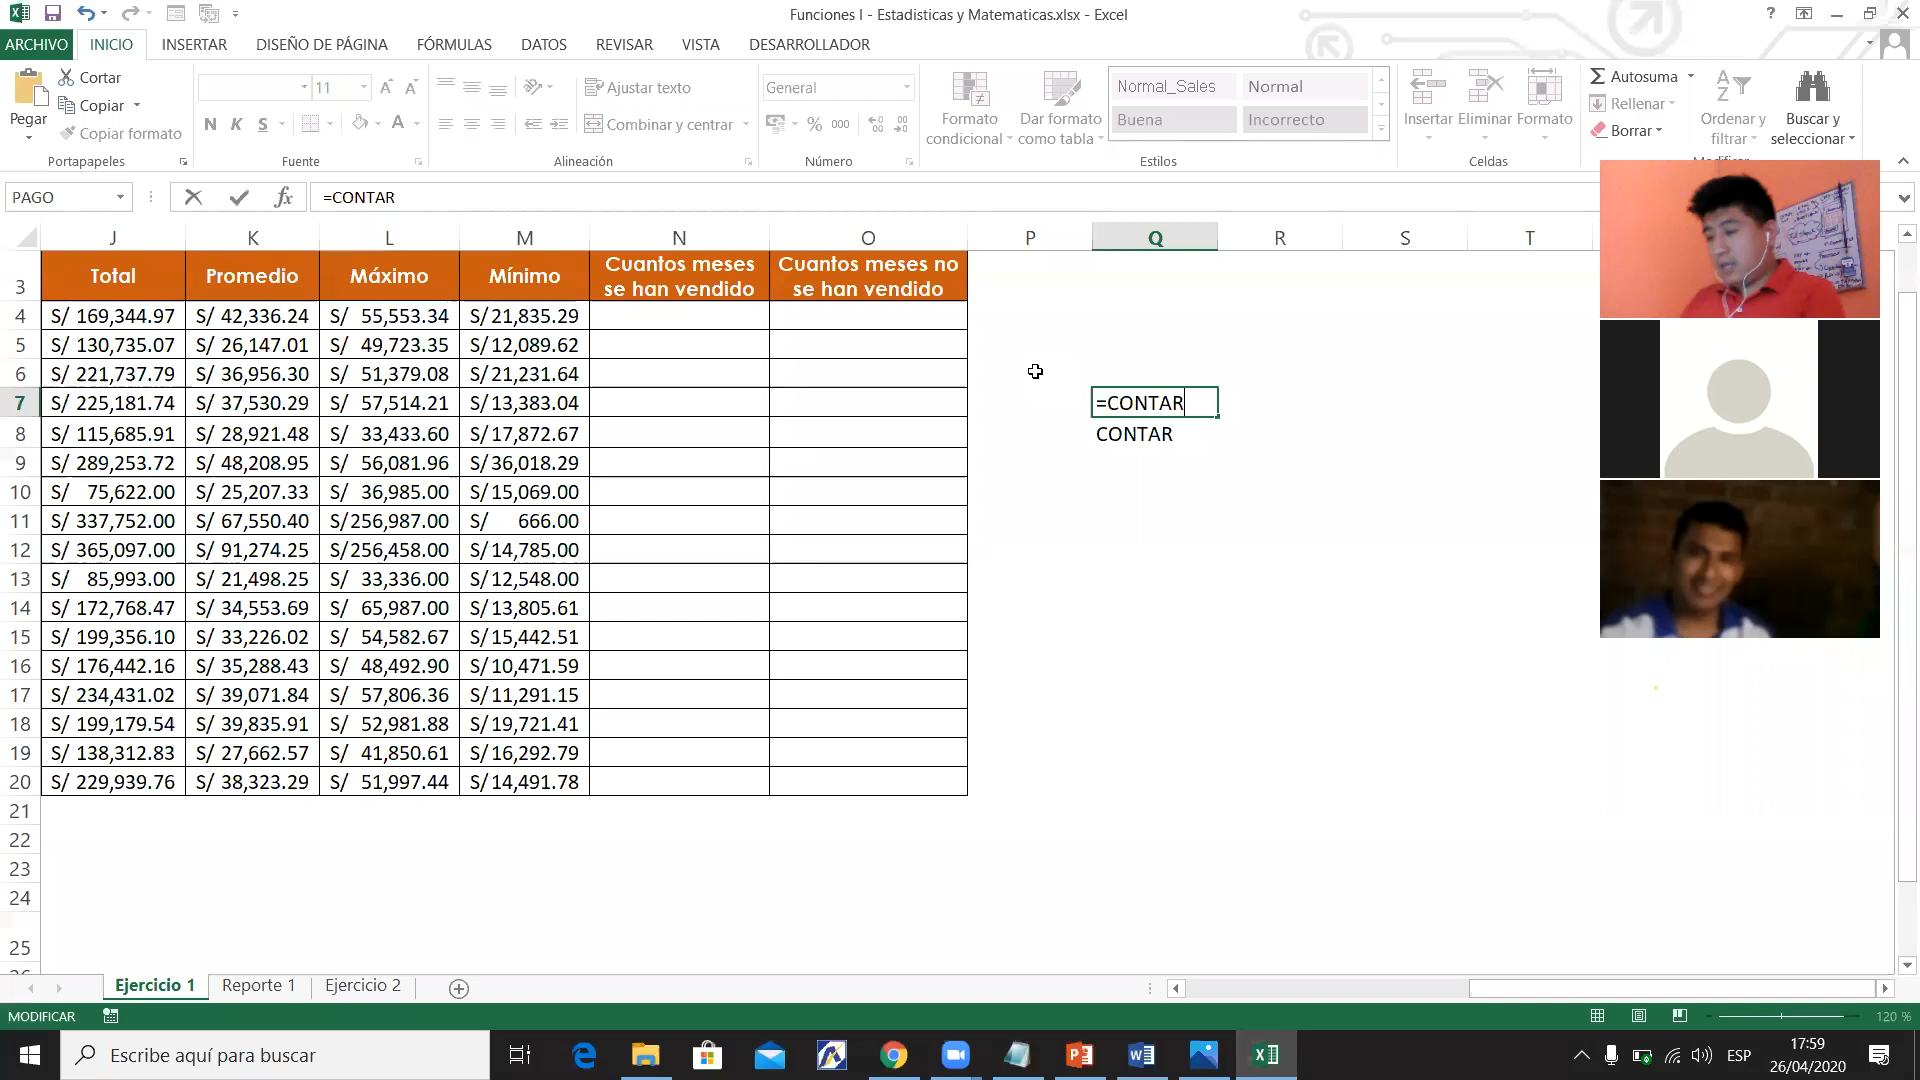 Funciones I - Estadisticas y Matematicas.xlsx - Excel
ARCHIVO INICIO INSERTAR DISEÑO DE PÁGINA FÓRMULAS DATOS REVISAR VISTA DESARROLLADOR
Pegar
Cortar
Copiar
Copiar formato
Portapapeles
11
N K S
Fuente
Ajustar texto
Combinar y centrar
Alineación
General
% 000
Número
Formato condicional
Dar formato como tabla
Normal_Sales Normal
Buena Incorrecto
Estilos
Insertar Eliminar Formato
Celdas
Autosuma
Rellenar
Borrar
Ordenar y filtrar
Buscar y seleccionar
PAGO
fx
=CONTAR
J K L M N O P Q R S T
3 Total Promedio Máximo Mínimo Cuantos meses se han vendido Cuantos meses no se han vendido
4 S/ 169,344.97 S/ 42,336.24 S/ 55,553.34 S/ 21,835.29
5 S/ 130,735.07 S/ 26,147.01 S/ 49,723.35 S/ 12,089.62
6 S/ 221,737.79 S/ 36,956.30 S/ 51,379.08 S/ 21,231.64
7 S/ 225,181.74 S/ 37,530.29 S/ 57,514.21 S/ 13,383.04 =CONTAR
8 S/ 115,685.91 S/ 28,921.48 S/ 33,433.60 S/ 17,872.67 CONTAR
9 S/ 289,253.72 S/ 48,208.95 S/ 56,081.96 S/ 36,018.29
10 S/ 75,622.00 S/ 25,207.33 S/ 36,985.00 S/ 15,069.00
11 S/ 337,752.00 S/ 67,550.40 S/ 256,987.00 S/ 666.00
12 S/ 365,097.00 S/ 91,274.25 S/ 256,458.00 S/ 14,785.00
13 S/ 85,993.00 S/ 21,498.25 S/ 33,336.00 S/ 12,548.00
14 S/ 172,768.47 S/ 34,553.69 S/ 65,987.00 S/ 13,805.61
15 S/ 199,356.10 S/ 33,226.02 S/ 54,582.67 S/ 15,442.51
16 S/ 176,442.16 S/ 35,288.43 S/ 48,492.90 S/ 10,471.59
17 S/ 234,431.02 S/ 39,071.84 S/ 57,806.36 S/ 11,291.15
18 S/ 199,179.54 S/ 39,835.91 S/ 52,981.88 S/ 19,721.41
19 S/ 138,312.83 S/ 27,662.57 S/ 41,850.61 S/ 16,292.79
20 S/ 229,939.76 S/ 38,323.29 S/ 51,997.44 S/ 14,491.78
21
22
23
24
25
Ejercicio 1 Reporte 1 Ejercicio 2
MODIFICAR
120 %
Escribe aquí para buscar
ESP
17:59
26/04/2020